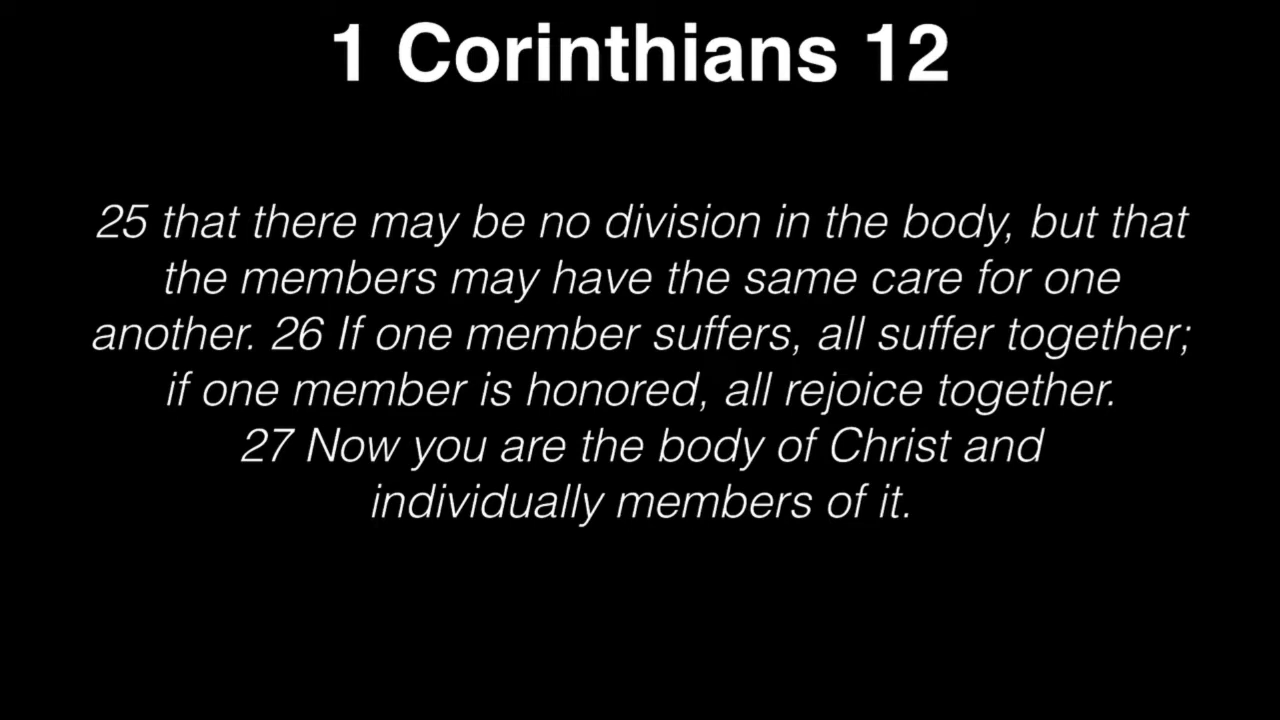 1 Corinthians 12
25 that there may be no division in the body, but that
the members may have the same care for one
another. 26 If one member suffers, all suffer together;
if one member is honored, all rejoice together.
27 Now you are the body of Christ and
individually members of it.